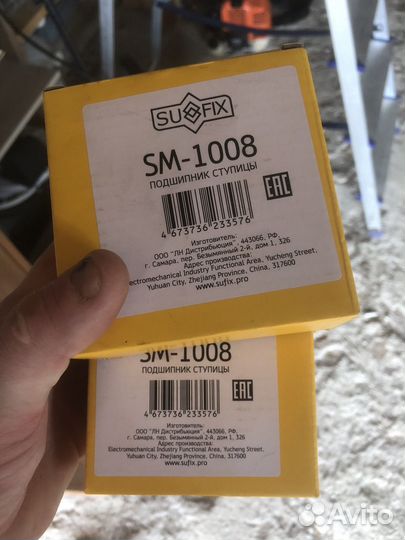 SUFIX
SM-1008
ПОДШИПНИК СТУПИЦЫ
EAC
4 673736 233576
Изготовитель:
ООО "ЛН Дистрибьюция", 443066, РФ,
г. Самара, пер. Безымянный 2-й, дом 1, 326
Адрес производства:
Electromechanical Industry Functional Area, Yucheng Street,
Yuhuan City, Zhejiang Province, China, 317600
www.sufix.pro
SM-1008
ПОДШИПНИК СТУПИЦЫ
EAC
4 673736 233576
Изготовитель:
ООО "ЛН Дистрибьюция", 443066, РФ,
г. Самара, пер. Безымянный 2-й, дом 1, 326
Адрес производства:
Electromechanical Industry Functional Area, Yucheng Street,
Yuhuan City, Zhejiang Province, China, 317600
www.sufix.pro
Avito